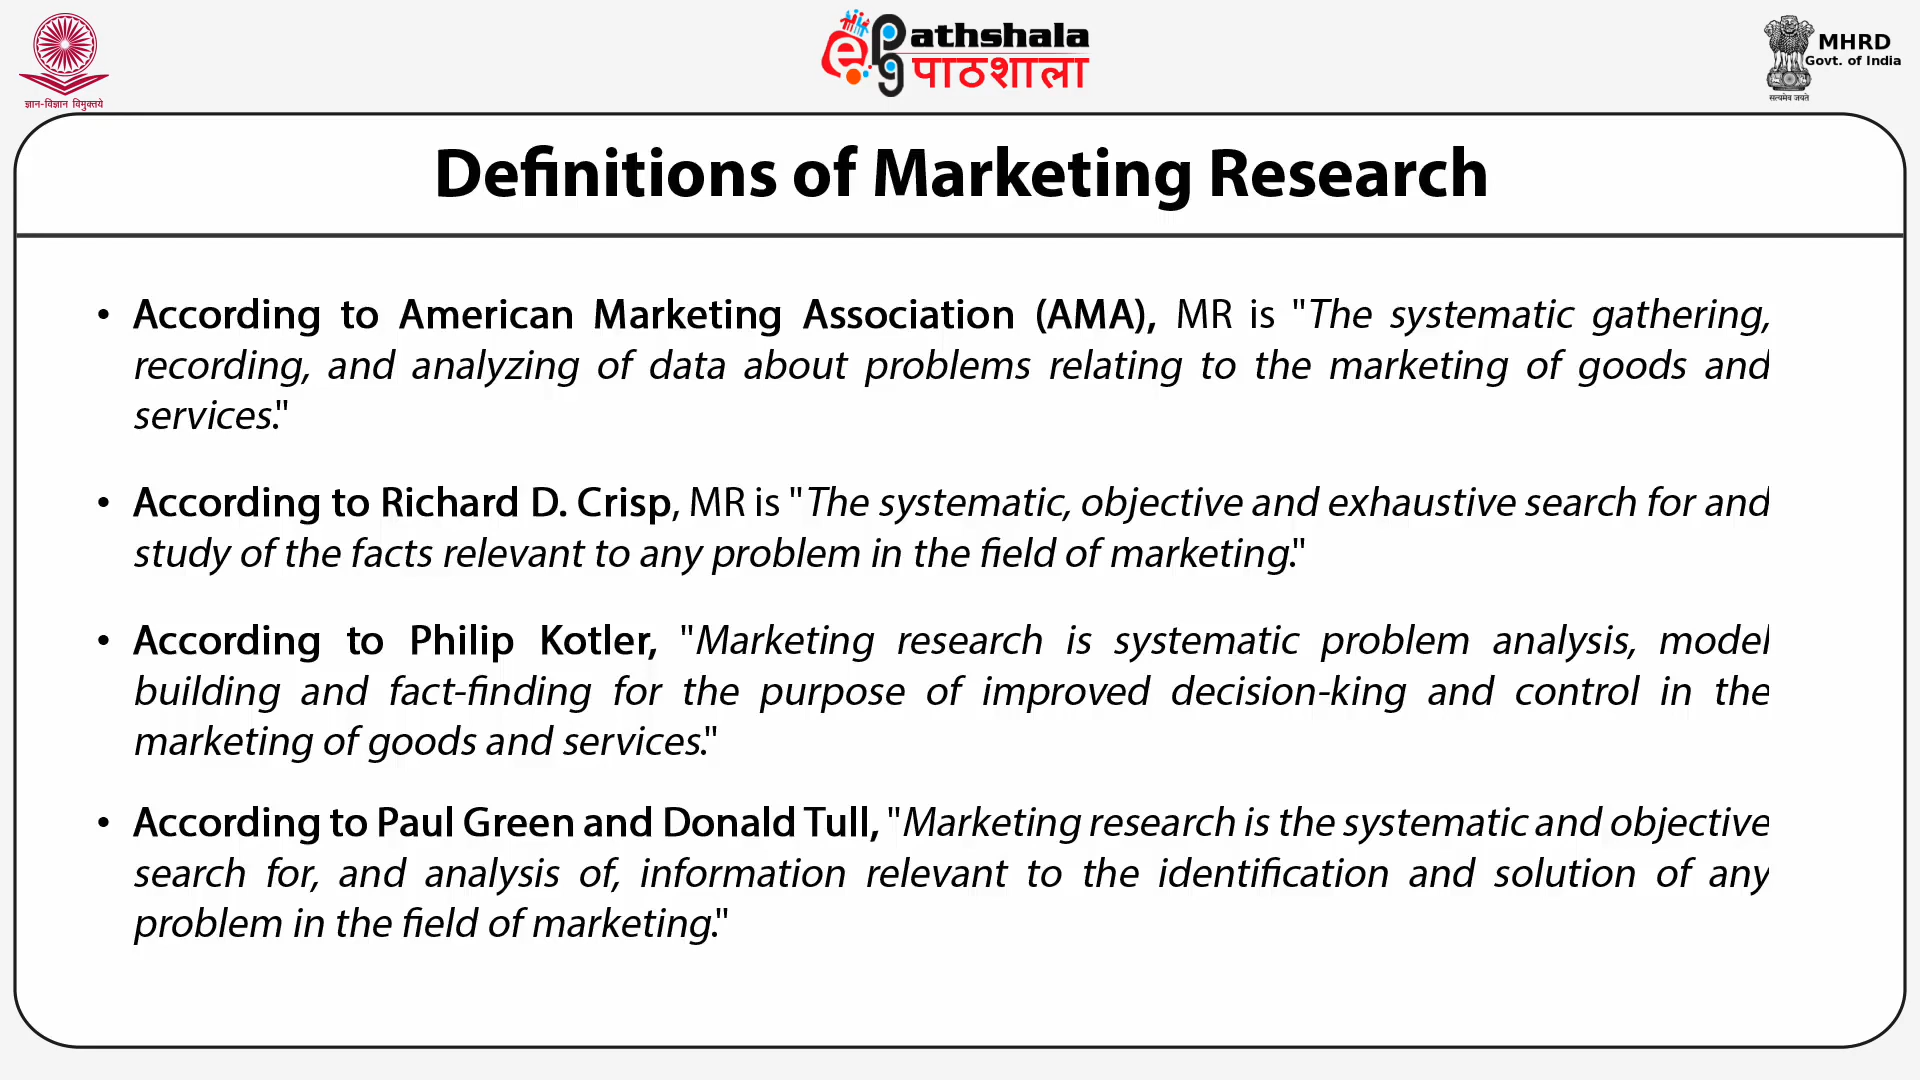 ज्ञान-विज्ञान विमुक्तये
ePathshala
पाठशाला
MHRD
Govt. of India
सत्यमेव जयते
Definitions of Marketing Research
• According to American Marketing Association (AMA), MR is "The systematic gathering,
recording, and analyzing of data about problems relating to the marketing of goods and
services."
• According to Richard D. Crisp, MR is "The systematic, objective and exhaustive search for and
study of the facts relevant to any problem in the field of marketing."
• According to Philip Kotler, "Marketing research is systematic problem analysis, model
building and fact-finding for the purpose of improved decision-king and control in the
marketing of goods and services."
• According to Paul Green and Donald Tull, "Marketing research is the systematic and objective
search for, and analysis of, information relevant to the identification and solution of any
problem in the field of marketing."